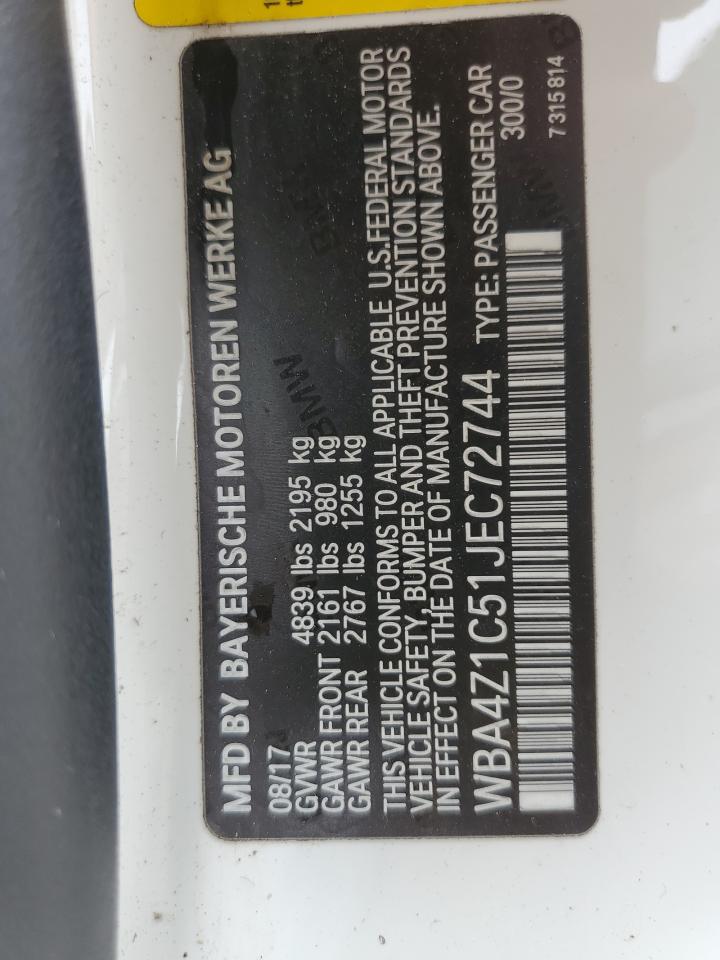 MFD BY BAYERISCHE MOTOREN WERKE AG
08/17
GVWR 4839 lbs 2195 kg
GAWR FRONT 2161 lbs 980 kg
GAWR REAR 2767 lbs 1255 kg
THIS VEHICLE CONFORMS TO ALL APPLICABLE U.S.FEDERAL MOTOR
VEHICLE SAFETY, BUMPER AND THEFT PREVENTION STANDARDS
IN EFFECT ON THE DATE OF MANUFACTURE SHOWN ABOVE.
WBA4Z1C51JEC72744 TYPE: PASSENGER CAR
300/0
7 315 814
BMW
BMW
BMW